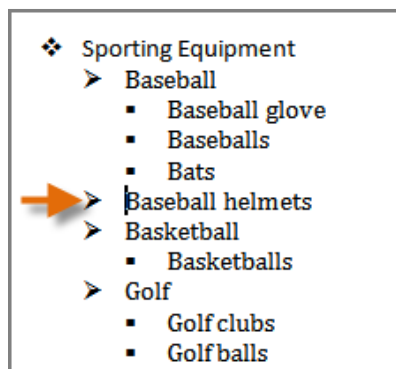 ❖ Sporting Equipment
➢ Baseball
▪ Baseball glove
▪ Baseballs
▪ Bats
➢ Baseball helmets
➢ Basketball
▪ Basketballs
➢ Golf
▪ Golf clubs
▪ Golf balls